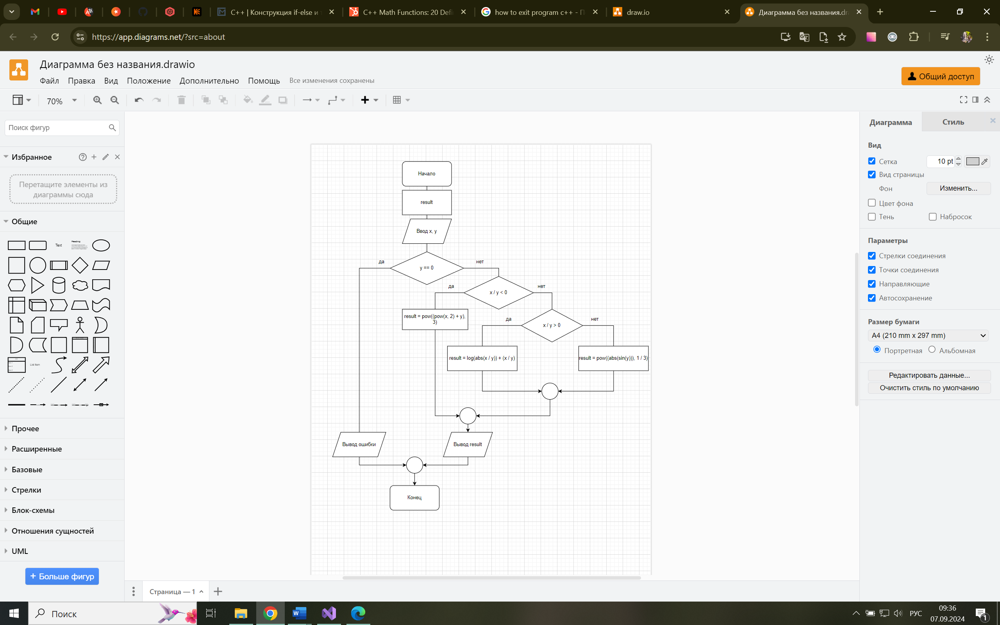 C++ | Конструкция if-else и т
C++ Math Functions: 20 Defi
how to exit program c++ - П
draw.io
Диаграмма без названия.dr
https://app.diagrams.net/?src=about
Диаграмма без названия.drawio
Файл Правка Вид Положение Дополнительно Помощь Все изменения сохранены
Общий доступ
70%
Поиск фигур
Избранное
Перетащите элементы из
диаграммы сюда
Общие
Text
Heading
List Item
Прочее
Расширенные
Базовые
Стрелки
Блок-схемы
Отношения сущностей
UML
+ Больше фигур
Начало
result
Ввод x, y
да
y == 0
нет
да
x / y < 0
нет
result = pow((pow(x, 2) + y),
3)
да
x / y > 0
нет
result = log(abs(x / y)) + (x / y)
result = pow((abs(sin(y))), 1 / 3)
Вывод ошибки
Вывод result
Конец
Страница — 1
Диаграмма
Стиль
Вид
Сетка
10 pt
Вид страницы
Фон
Изменить...
Цвет фона
Тень
Набросок
Параметры
Стрелки соединения
Точки соединения
Направляющие
Автосохранение
Размер бумаги
A4 (210 mm x 297 mm)
Портретная
Альбомная
Редактировать данные...
Очистить стиль по умолчанию
Поиск
РУС
09:36
07.09.2024
1